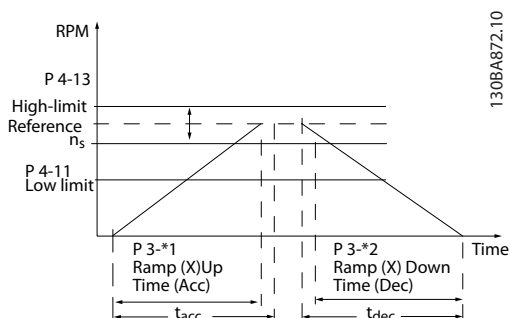 RPM
P 4-13
High-limit
Reference
ns
P 4-11
Low limit
P 3-*1
Ramp (X)Up
Time (Acc)
P 3-*2
Ramp (X) Down
Time (Dec)
Time
tacc
tdec
130BA872.10